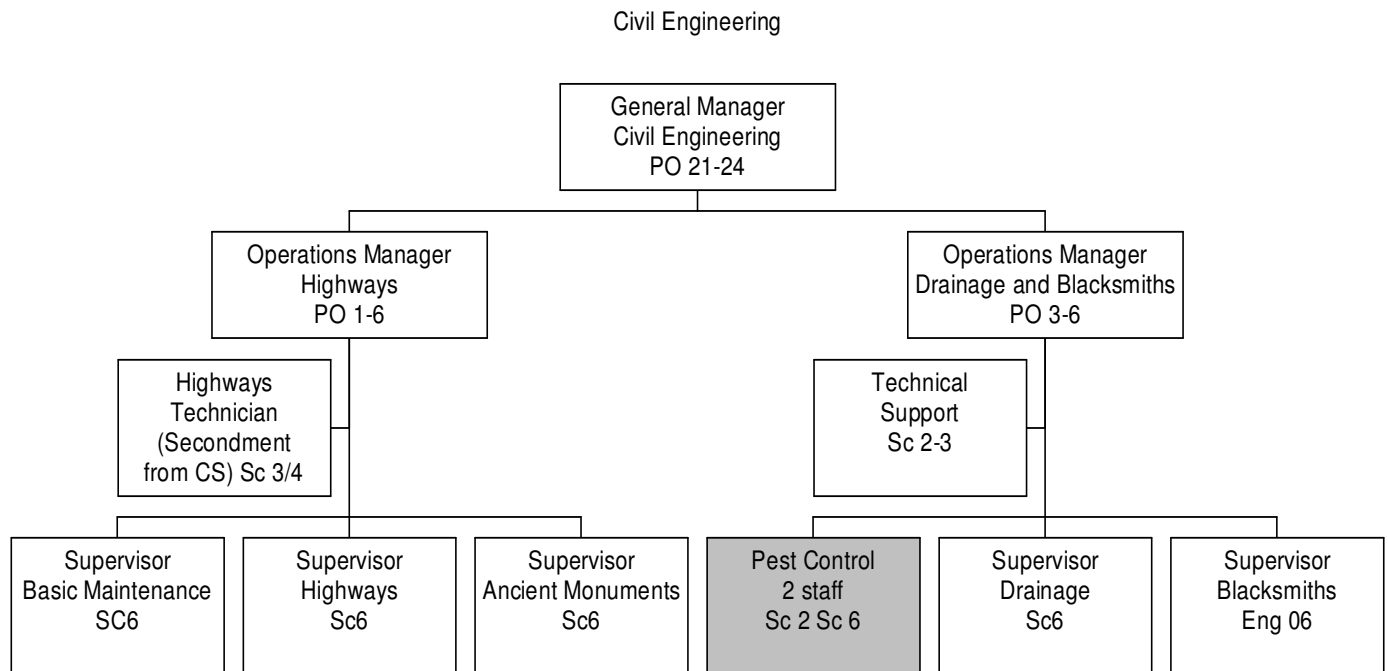 Civil Engineering
General Manager
Civil Engineering
PO 21-24
Operations Manager
Highways
PO 1-6
Operations Manager
Drainage and Blacksmiths
PO 3-6
Highways
Technician
(Secondment
from CS) Sc 3/4
Technical
Support
Sc 2-3
Supervisor
Basic Maintenance
SC6
Supervisor
Highways
Sc6
Supervisor
Ancient Monuments
Sc6
Pest Control
2 staff
Sc 2 Sc 6
Supervisor
Drainage
Sc6
Supervisor
Blacksmiths
Eng 06